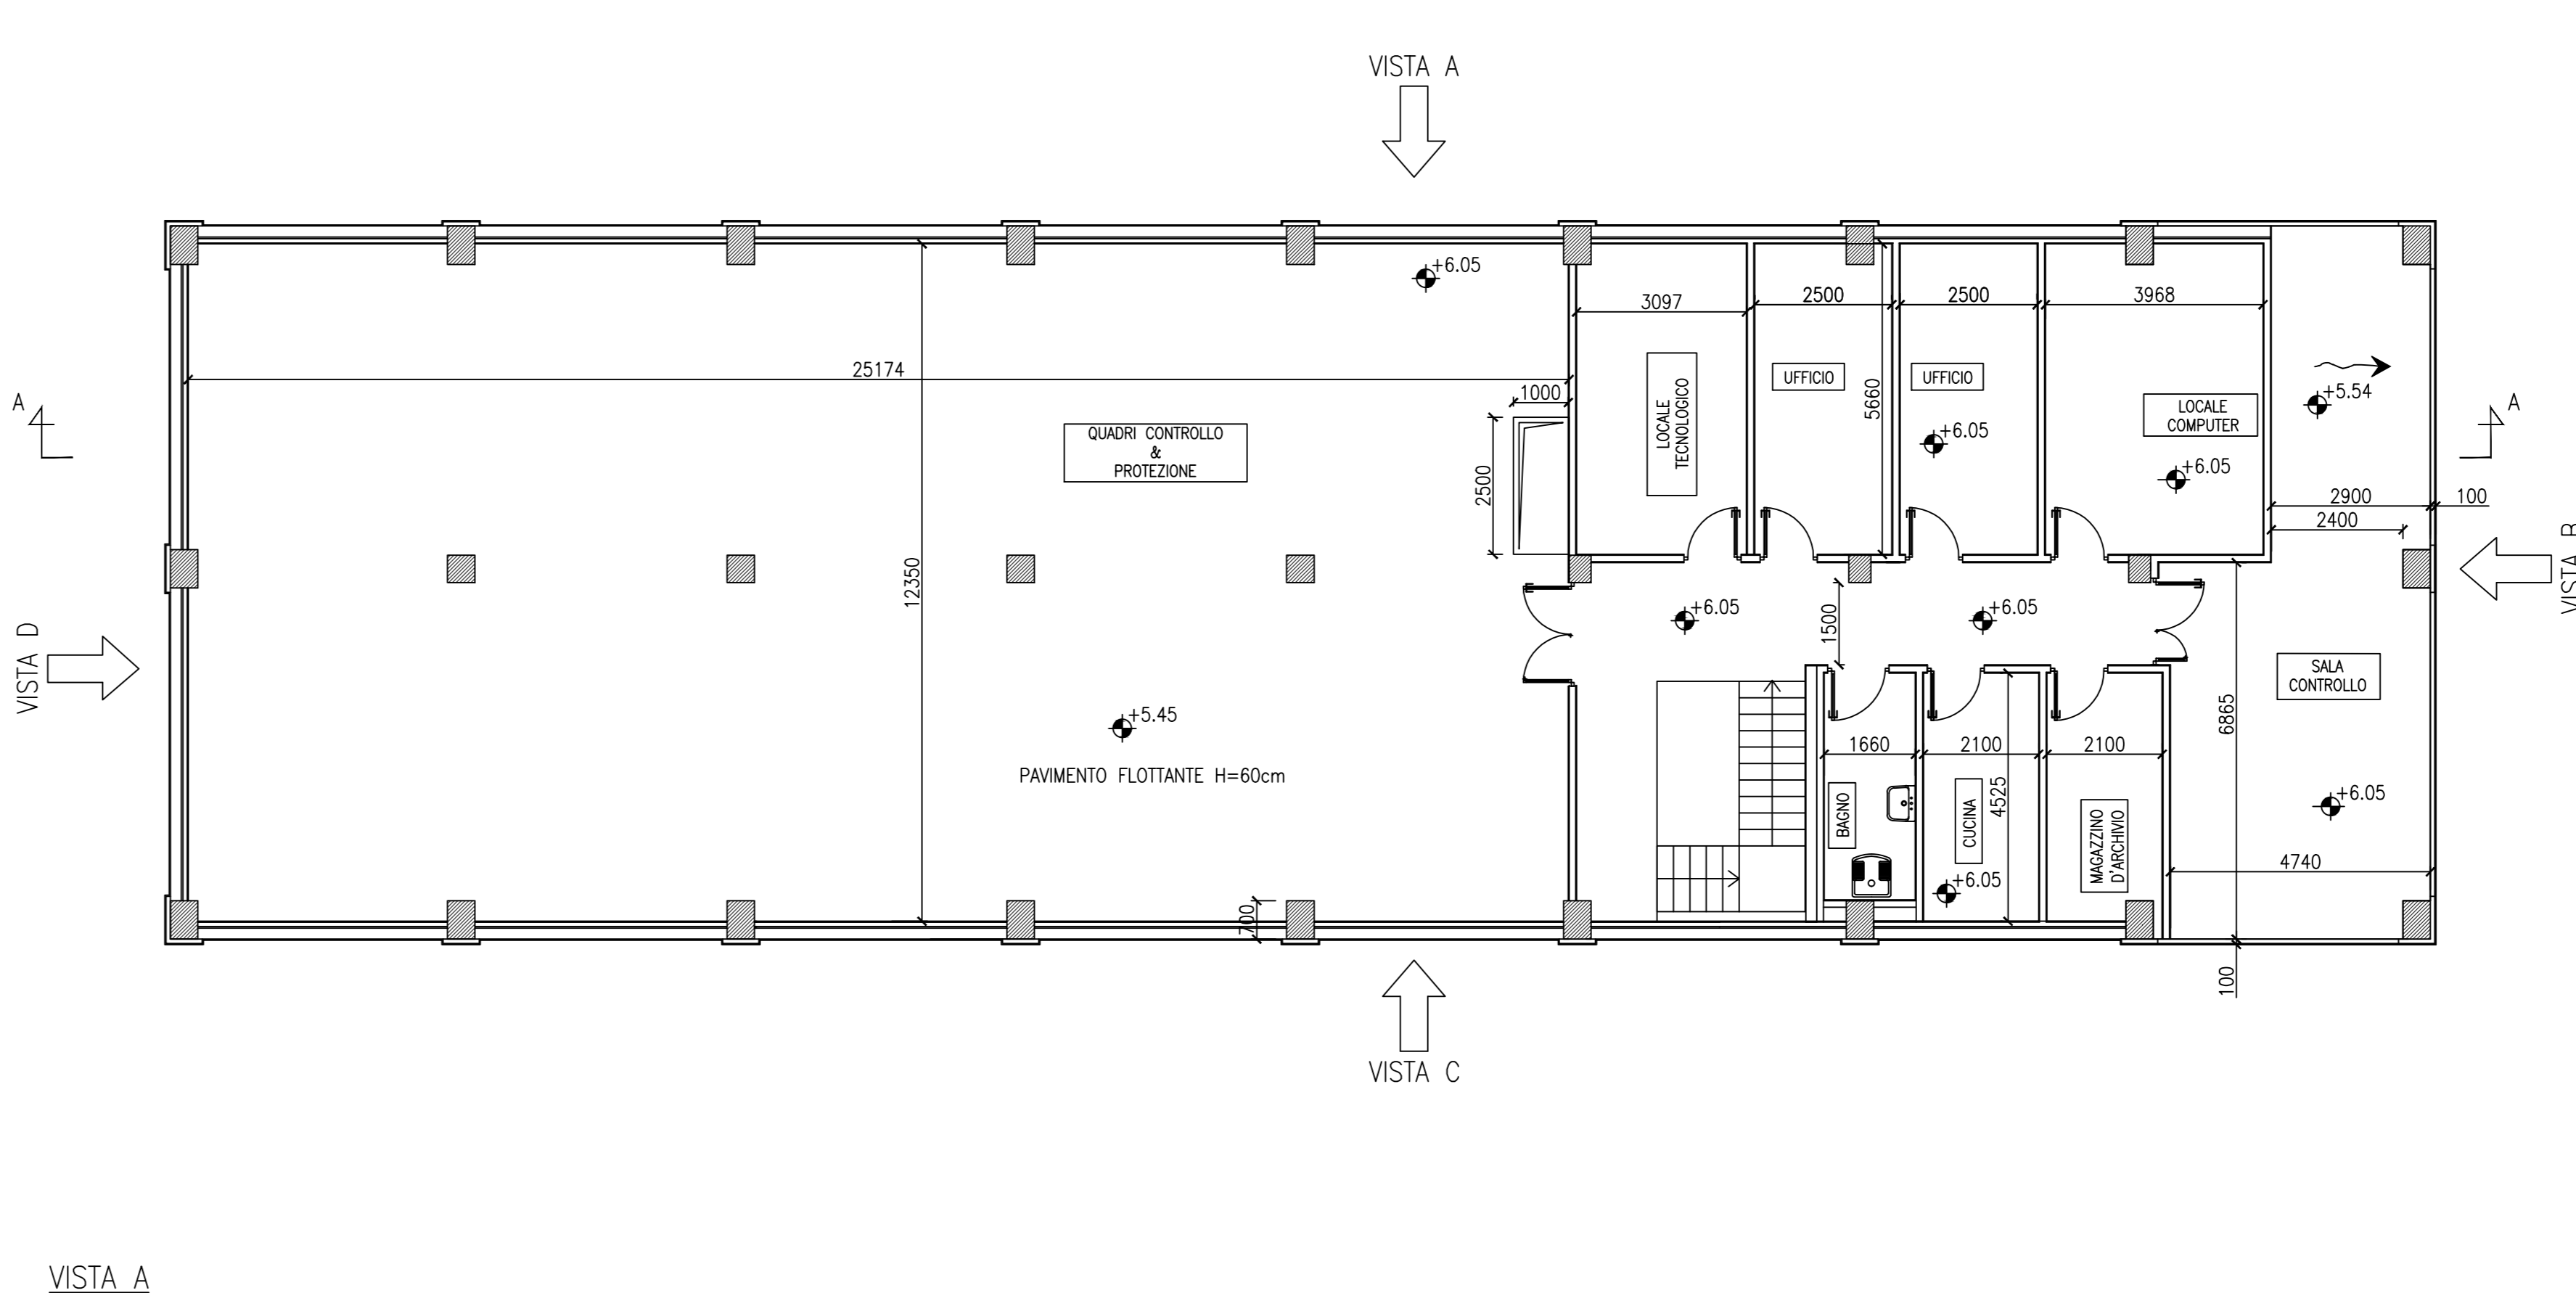 VISTA A
+6.05
3097
2500
2500
3968
25174
1000
2500
QUADRI CONTROLLO
&
PROTEZIONE
LOCALE
TECNOLOGICO
UFFICIO
5660
UFFICIO
+6.05
LOCALE
COMPUTER
+6.05
+5.54
A
A
2900
100
2400
VISTA B
VISTA D
12350
+6.05
1500
+6.05
SALA
CONTROLLO
6865
+5.45
PAVIMENTO FLOTTANTE H=60cm
1660
2100
2100
BAGNO
CUCINA
4525
MAGAZZINO
D'ARCHIVIO
+6.05
+6.05
4740
700
100
VISTA C
VISTA A